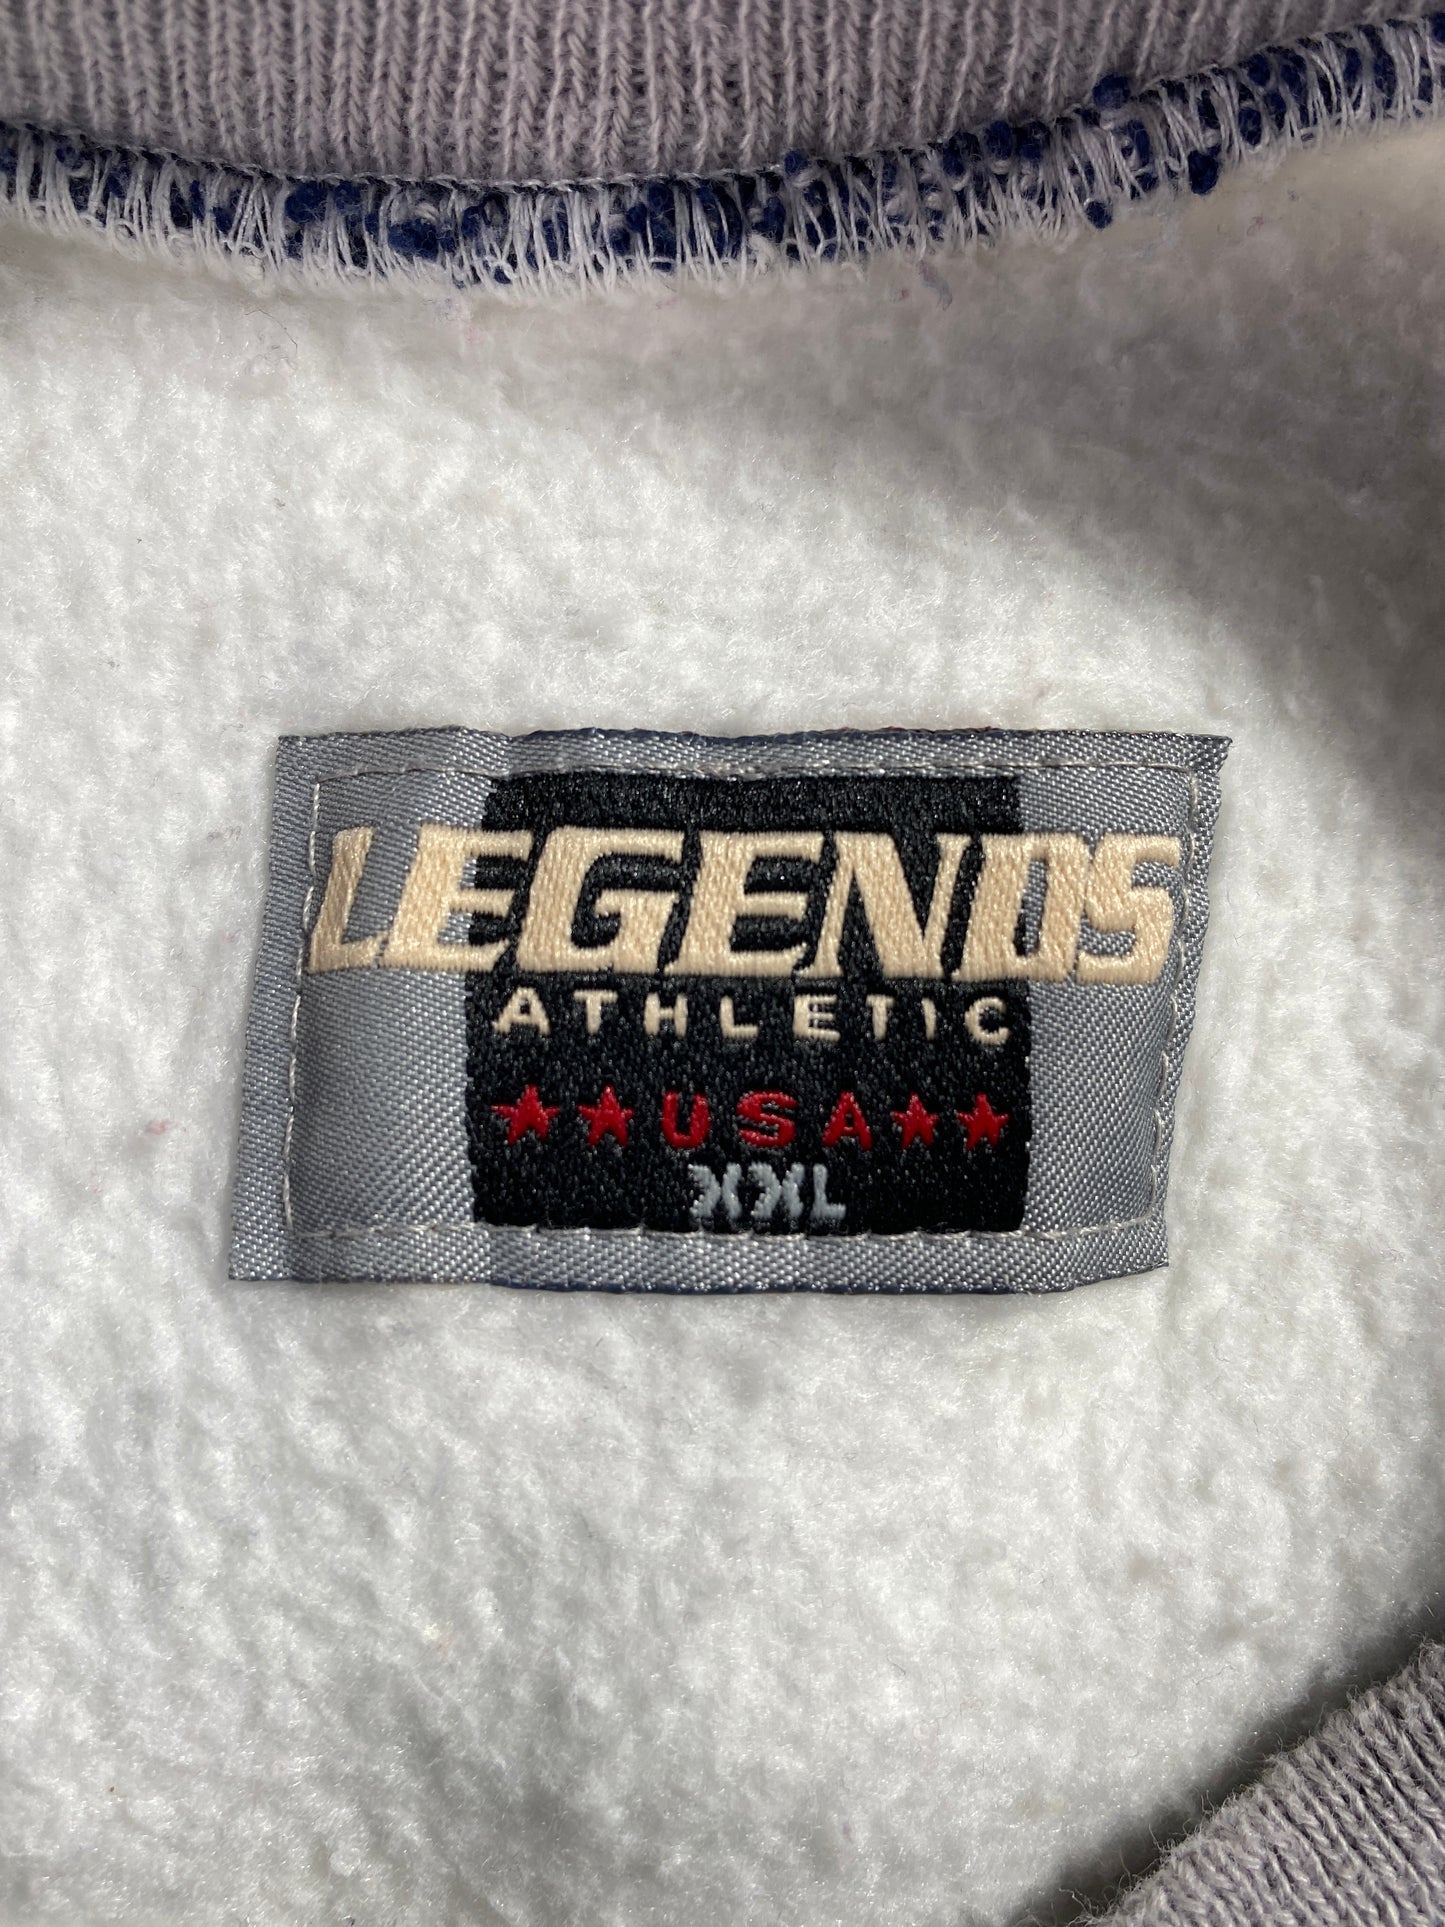 LEGENDS
ATHLETIC
★★USA★★
XXL